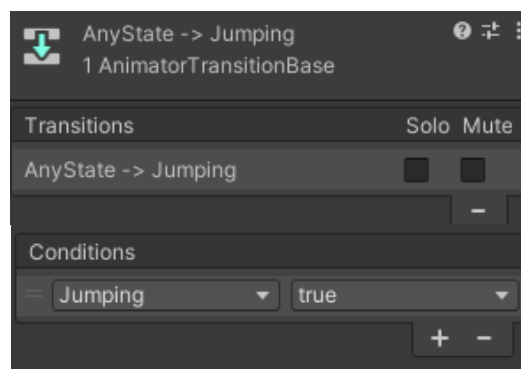 AnyState -> Jumping
1 AnimatorTransitionBase
Transitions Solo Mute
AnyState -> Jumping
Conditions
Jumping true